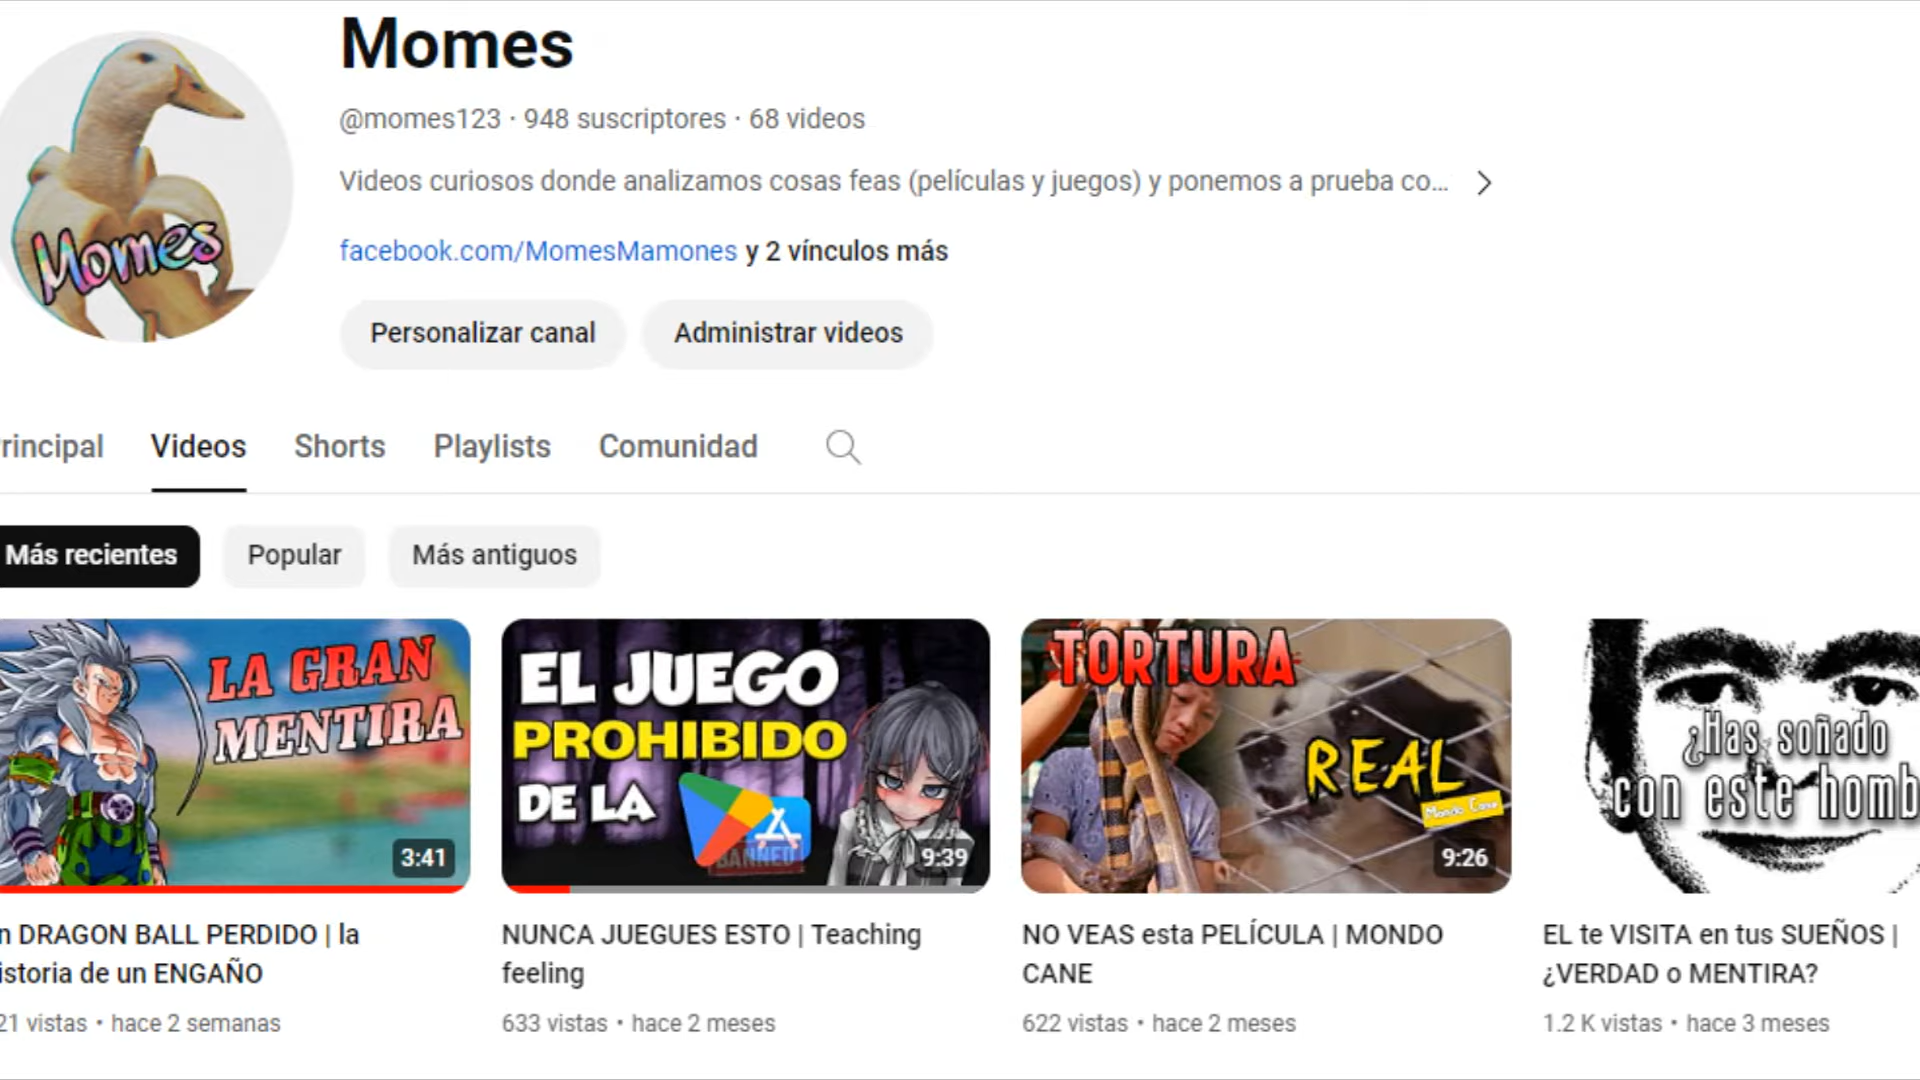 Momes
Momes
@momes123 · 948 suscriptores · 68 videos
Videos curiosos donde analizamos cosas feas (películas y juegos) y ponemos a prueba co...
facebook.com/MomesMamones y 2 vínculos más
Personalizar canal
Administrar videos
rincipal
Videos
Shorts
Playlists
Comunidad
Más recientes
Popular
Más antiguos
LA GRAN
MENTIRA
3:41
EL JUEGO
PROHIBIDO
DE LA
BANNED
9:39
TORTURA
REAL
Mondo Cane
9:26
¿Has soñado
con este homb
n DRAGON BALL PERDIDO | la
istoria de un ENGAÑO
21 vistas • hace 2 semanas
NUNCA JUEGUES ESTO | Teaching
feeling
633 vistas • hace 2 meses
NO VEAS esta PELÍCULA | MONDO
CANE
622 vistas • hace 2 meses
EL te VISITA en tus SUEÑOS |
¿VERDAD o MENTIRA?
1.2 K vistas • hace 3 meses